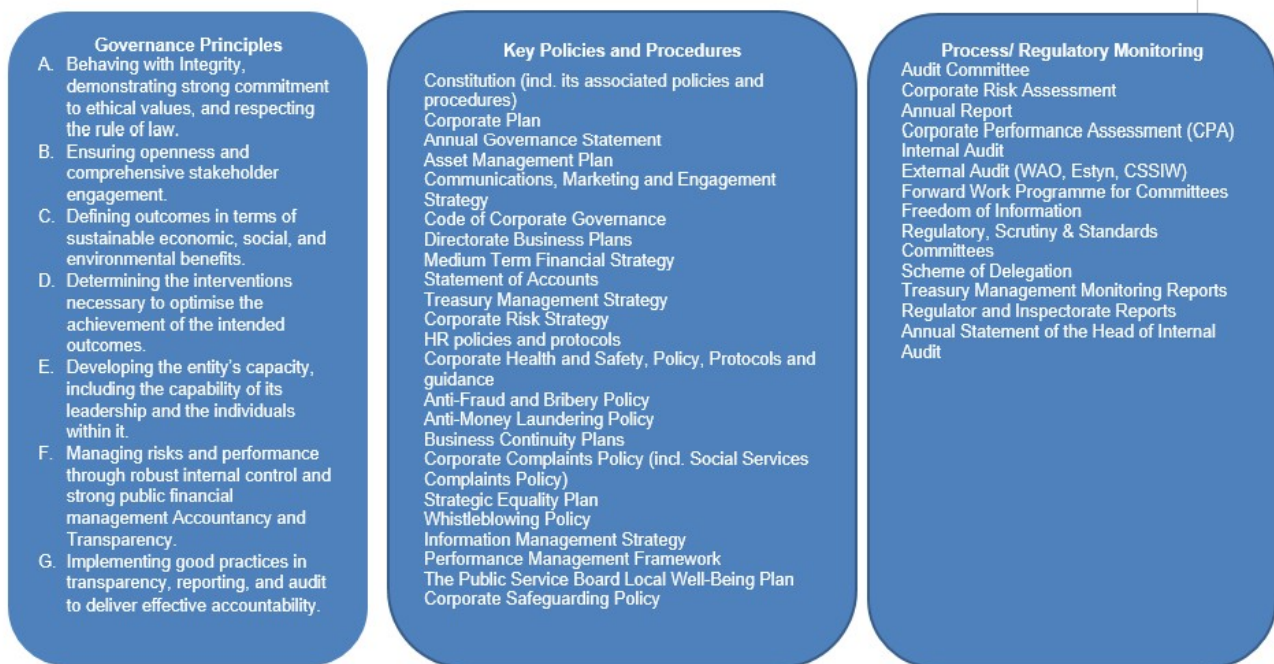 Governance Principles
A. Behaving with Integrity,
demonstrating strong commitment
to ethical values, and respecting
the rule of law.
B. Ensuring openness and
comprehensive stakeholder
engagement.
C. Defining outcomes in terms of
sustainable economic, social, and
environmental benefits.
D. Determining the interventions
necessary to optimise the
achievement of the intended
outcomes.
E. Developing the entity's capacity,
including the capability of its
leadership and the individuals
within it.
F. Managing risks and performance
through robust internal control and
strong public financial
management Accountancy and
Transparency.
G. Implementing good practices in
transparency, reporting, and audit
to deliver effective accountability.
Key Policies and Procedures
Constitution (incl. its associated policies and
procedures)
Corporate Plan
Annual Governance Statement
Asset Management Plan
Communications, Marketing and Engagement
Strategy
Code of Corporate Governance
Directorate Business Plans
Medium Term Financial Strategy
Statement of Accounts
Treasury Management Strategy
Corporate Risk Strategy
HR policies and protocols
Corporate Health and Safety, Policy, Protocols and
guidance
Anti-Fraud and Bribery Policy
Anti-Money Laundering Policy
Business Continuity Plans
Corporate Complaints Policy (incl. Social Services
Complaints Policy)
Strategic Equality Plan
Whistleblowing Policy
Information Management Strategy
Performance Management Framework
The Public Service Board Local Well-Being Plan
Corporate Safeguarding Policy
Process/ Regulatory Monitoring
Audit Committee
Corporate Risk Assessment
Annual Report
Corporate Performance Assessment (CPA)
Internal Audit
External Audit (WAO, Estyn, CSSIW)
Forward Work Programme for Committees
Freedom of Information
Regulatory, Scrutiny & Standards
Committees
Scheme of Delegation
Treasury Management Monitoring Reports
Regulator and Inspectorate Reports
Annual Statement of the Head of Internal
Audit